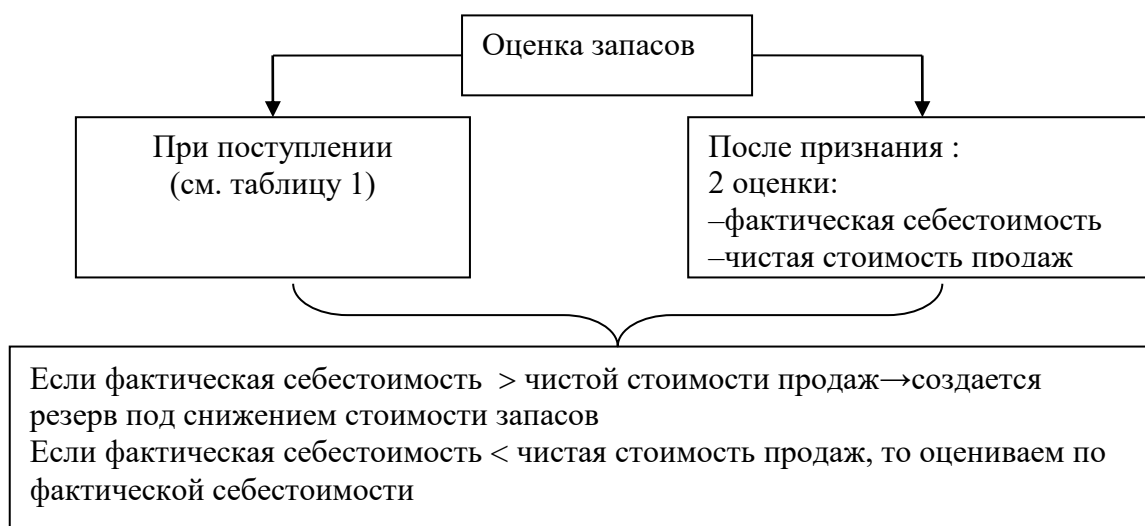 Оценка запасов
При поступлении
(см. таблицу 1)
После признания :
2 оценки:
–фактическая себестоимость
–чистая стоимость продаж
Если фактическая себестоимость > чистой стоимости продаж→создается
резерв под снижением стоимости запасов
Если фактическая себестоимость < чистая стоимость продаж, то оцениваем по
фактической себестоимости